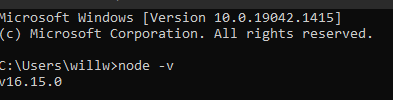 Microsoft Windows [Version 10.0.19042.1415]
(c) Microsoft Corporation. All rights reserved.
C:\Users\willw>node -v
v16.15.0